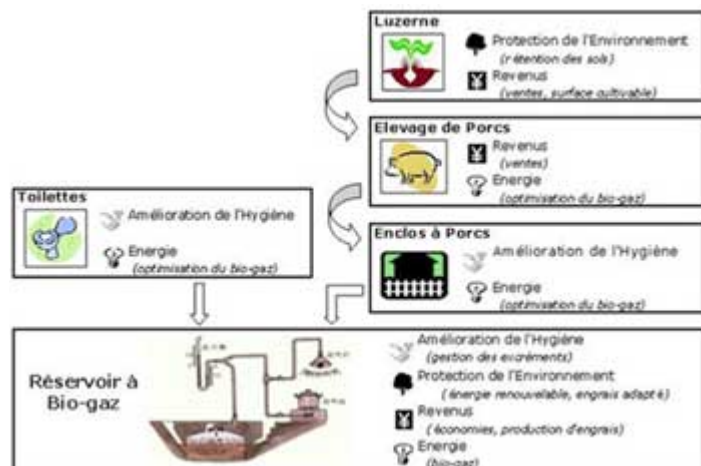 Luzerne
Protection de l'Environnement
(rétention des sols)
Revenus
(ventes, surface cultivable)
Elevage de Porcs
Revenus
(ventes)
Energie
(optimisation du bio-gaz)
Toilettes
Amélioration de l'Hygiène
Energie
(optimisation du bio-gaz)
Enclos à Porcs
Amélioration de l'Hygiène
Energie
(optimisation du bio-gaz)
Réservoir à
Bio-gaz
Amélioration de l'Hygiène
(gestion des excréments)
Protection de l'Environnement
(énergie renouvelable, engrais adapté)
Revenus
(économies, production d'engrais)
Energie
(bio-gaz)